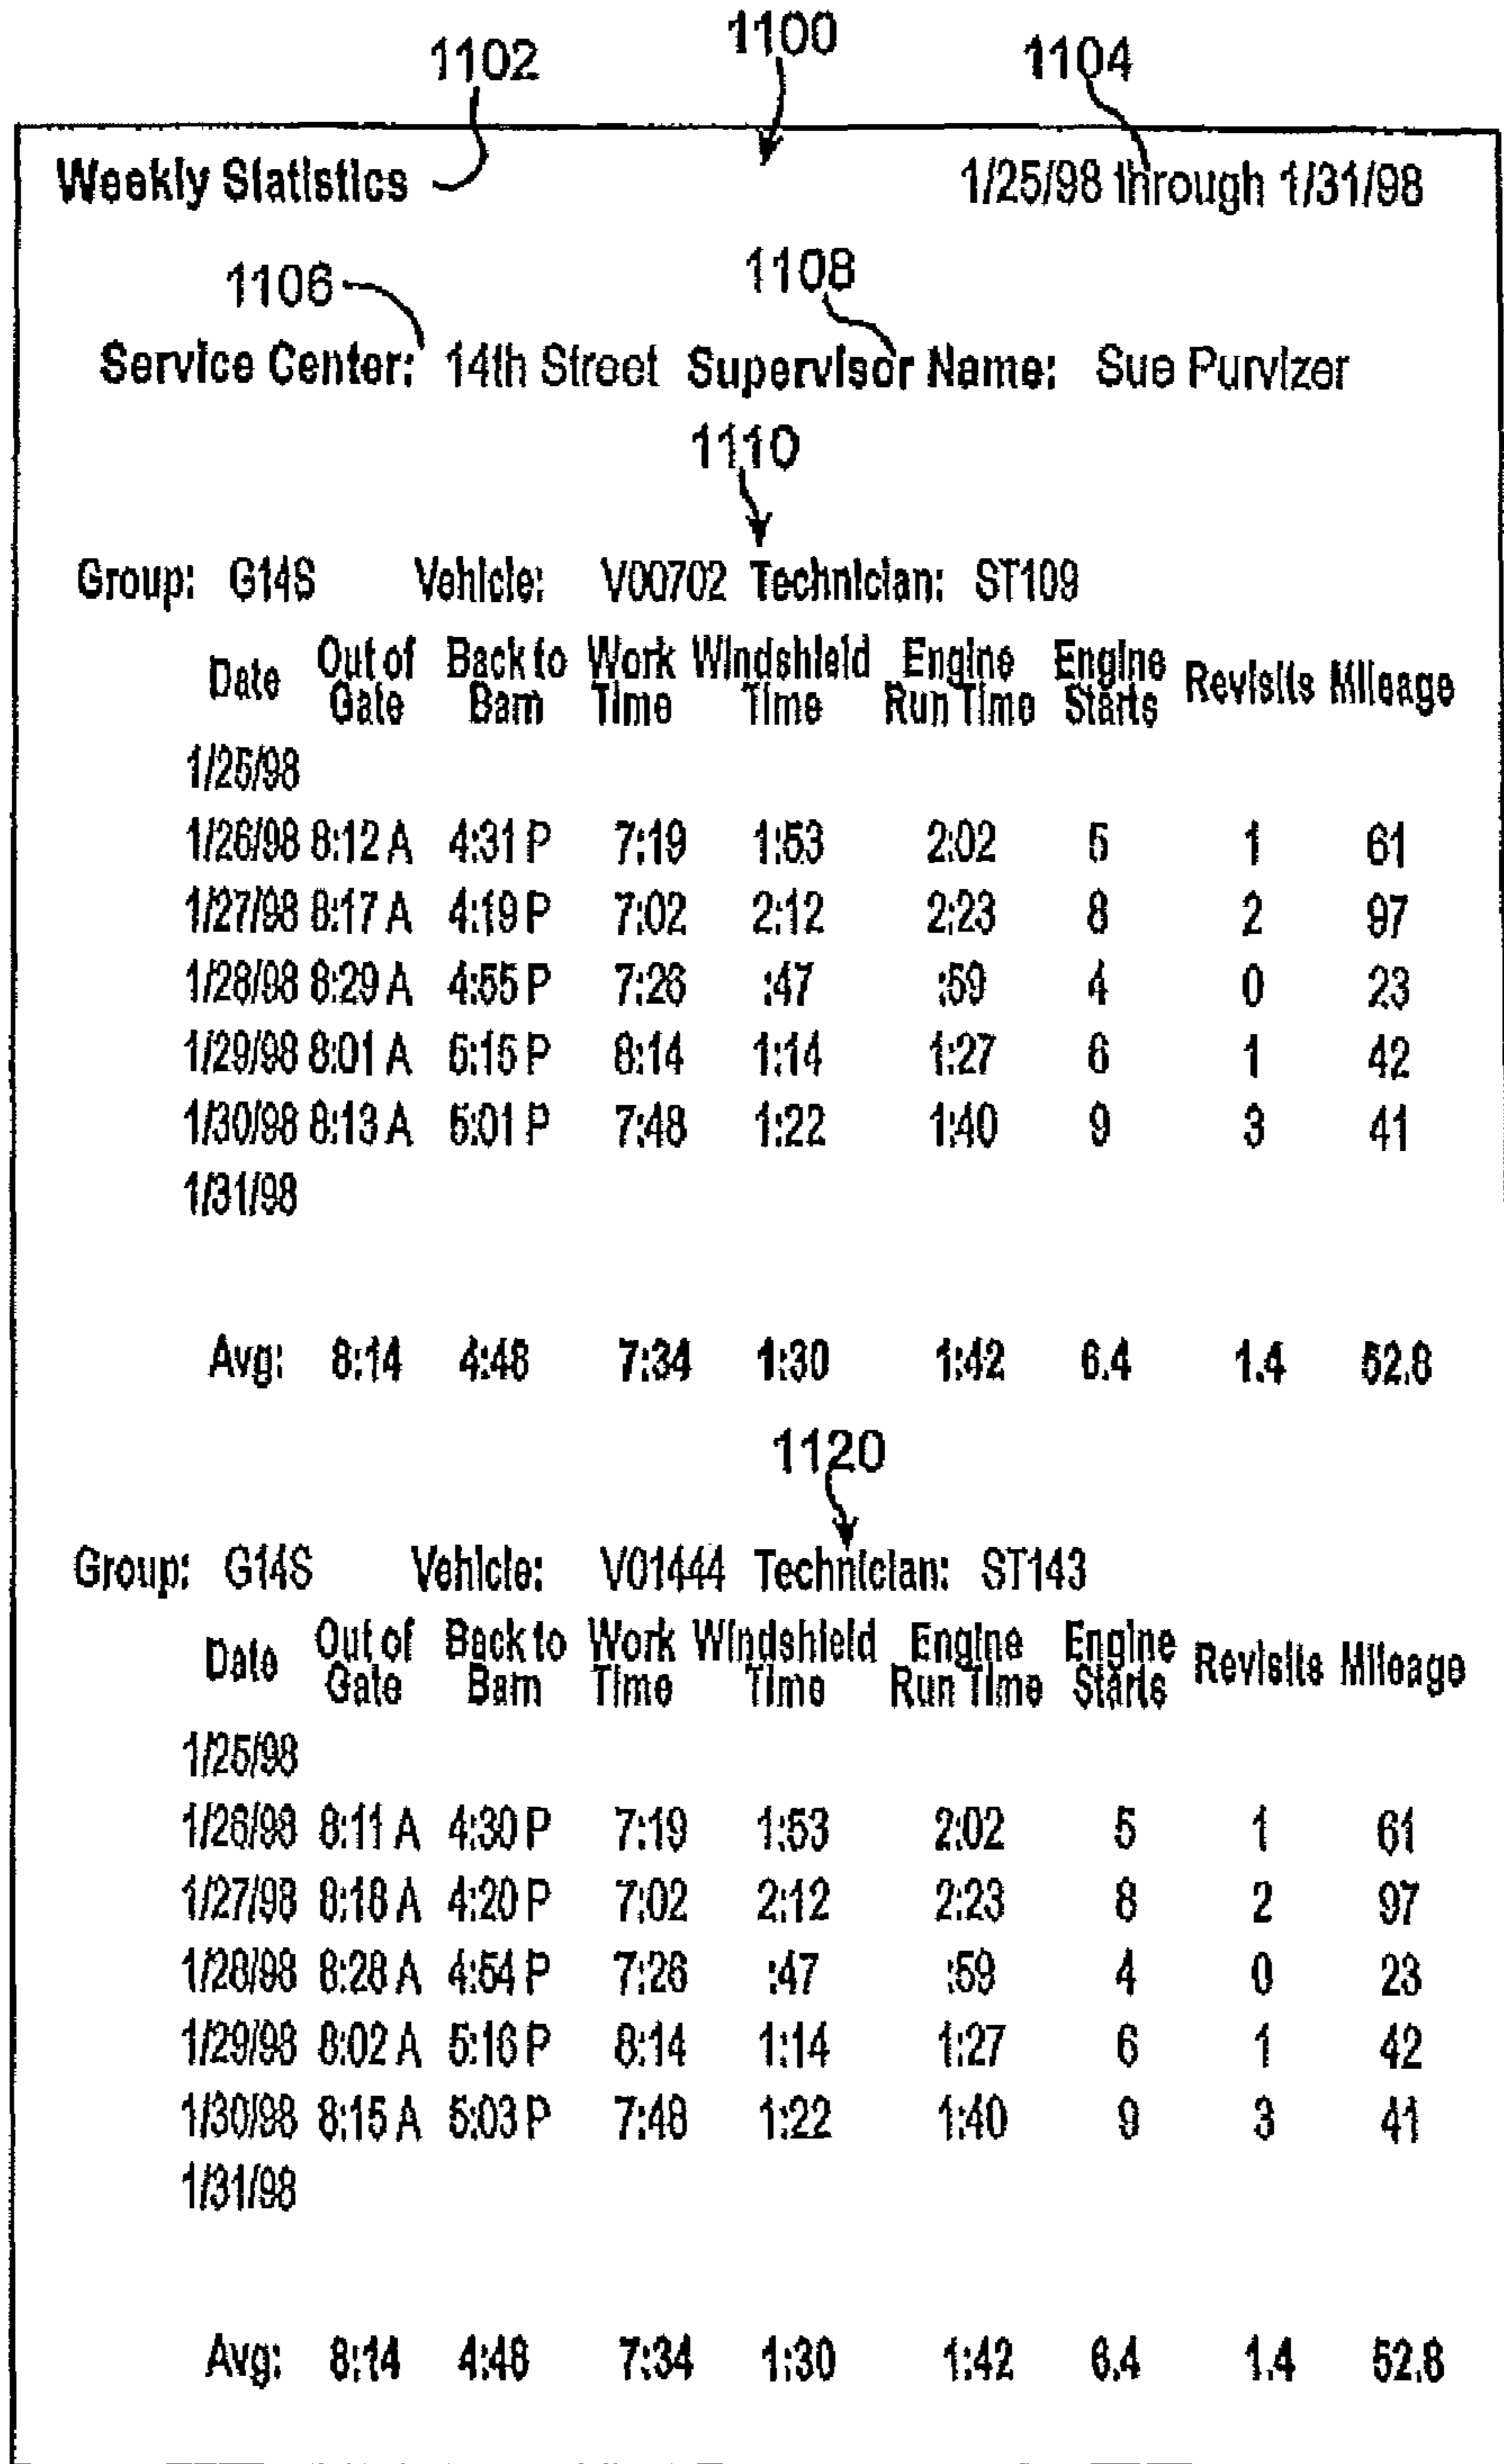 1102 1100 1104
Weekly Statistics 1/25/98 through 1/31/98
1106 1108
Service Center: 14th Street Supervisor Name: Sue Purvizer
1110
Group: G14S Vehicle: V00702 Technician: ST109
Date Out of Gate Back to Barn Work Time Windshield Time Engine Run Time Engine Starts Revisits Mileage
1/25/98
1/26/98 8:12 A 4:31 P 7:19 1:53 2:02 5 1 61
1/27/98 8:17 A 4:19 P 7:02 2:12 2:23 8 2 97
1/28/98 8:29 A 4:55 P 7:26 :47 :59 4 0 23
1/29/98 8:01 A 5:15 P 8:14 1:14 1:27 6 1 42
1/30/98 8:13 A 5:01 P 7:48 1:22 1:40 9 3 41
1/31/98
Avg: 8:14 4:48 7:34 1:30 1:42 6.4 1.4 52.8
1120
Group: G14S Vehicle: V01444 Technician: ST143
Date Out of Gate Back to Barn Work Time Windshield Time Engine Run Time Engine Starts Revisits Mileage
1/25/98
1/26/98 8:11 A 4:30 P 7:19 1:53 2:02 5 1 61
1/27/98 8:18 A 4:20 P 7:02 2:12 2:23 8 2 97
1/28/98 8:28 A 4:54 P 7:26 :47 :59 4 0 23
1/29/98 8:02 A 5:16 P 8:14 1:14 1:27 6 1 42
1/30/98 8:15 A 5:03 P 7:48 1:22 1:40 9 3 41
1/31/98
Avg: 8:14 4:48 7:34 1:30 1:42 6.4 1.4 52.8